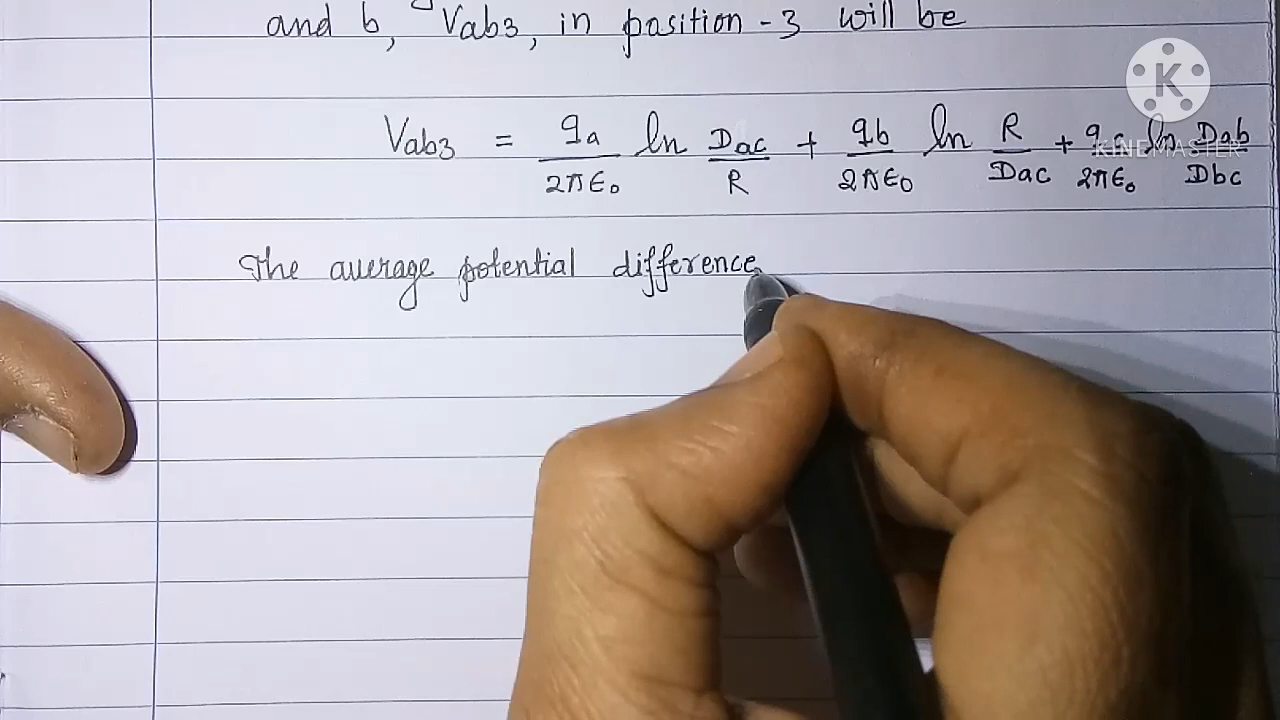 and b, Vab3, in position - 3 will be
Vab3 = qa/2πϵ₀ ln Dac/R + qb/2πϵ₀ ln R/Dac + qc/2πϵ₀ ln Dab/Dbc
K
KINEMASTER
The average potential difference